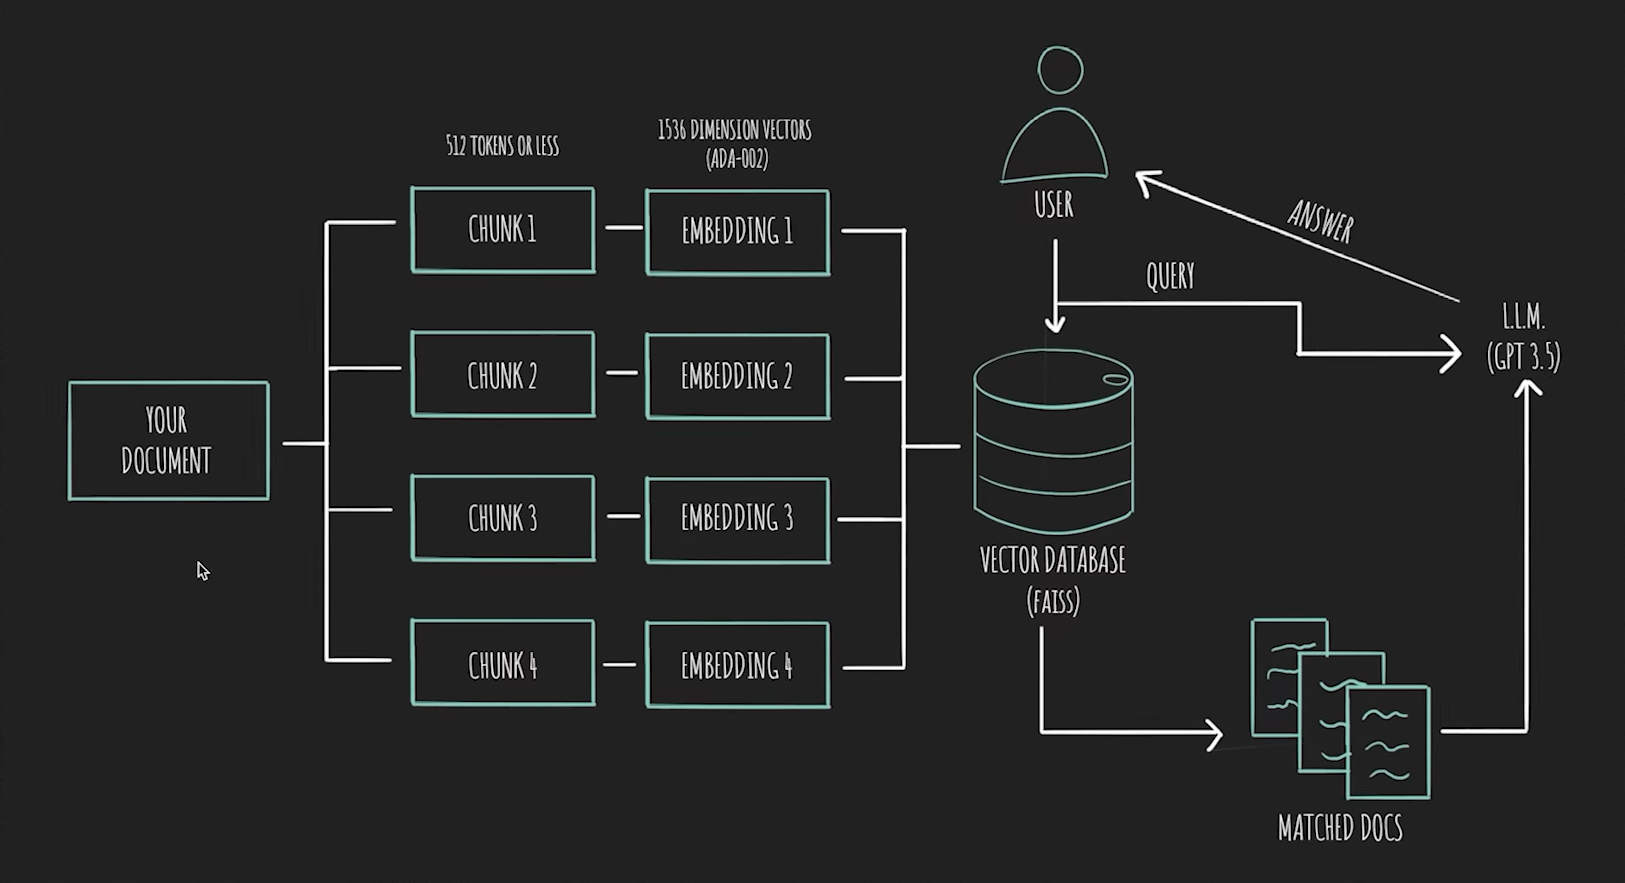 1536 DIMENSION VECTORS
(ADA-002)
512 TOKENS OR LESS
CHUNK 1
EMBEDDING 1
CHUNK 2
EMBEDDING 2
YOUR
DOCUMENT
CHUNK 3
EMBEDDING 3
CHUNK 4
EMBEDDING 4
USER
ANSWER
QUERY
L.L.M.
(GPT 3.5)
VECTOR DATABASE
(FAISS)
MATCHED DOCS